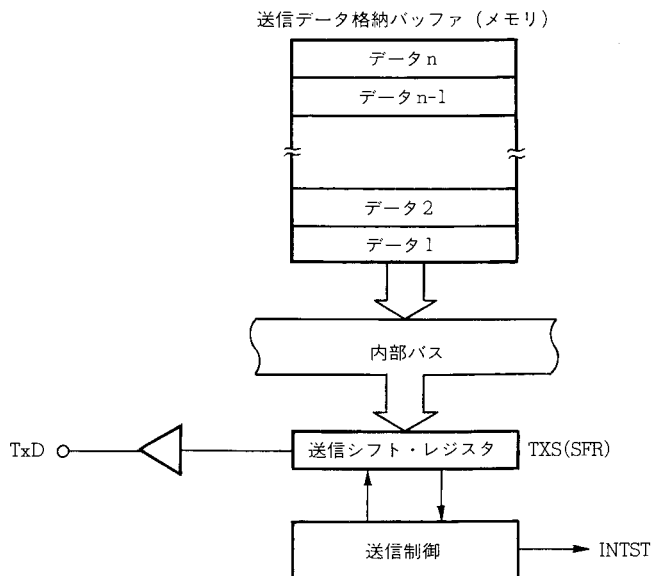 送信データ格納バッファ (メモリ)
データn
データn-1
データ2
データ1
内部バス
TxD
送信シフト・レジスタ
TXS(SFR)
送信制御
INTST